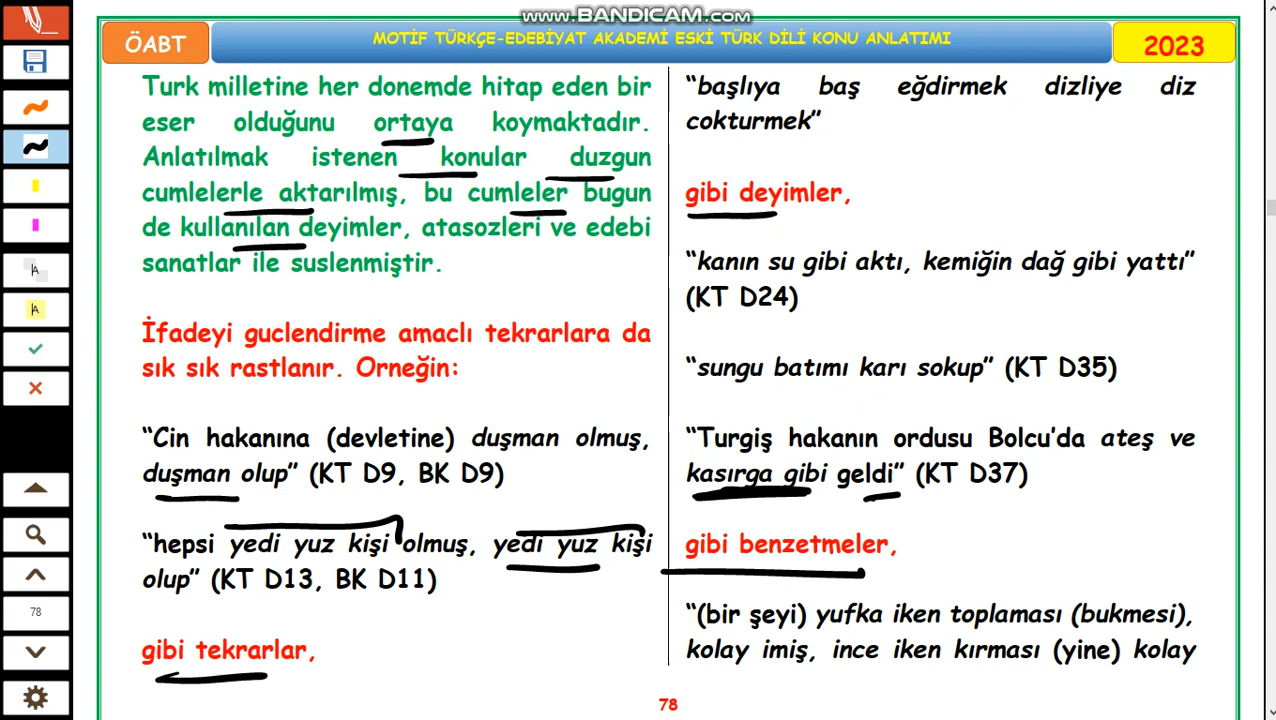 www.BANDICAM.com
ÖABT
MOTİF TÜRKÇE-EDEBİYAT AKADEMİ ESKİ TÜRK DİLİ KONU ANLATIMI
2023
Turk milletine her donemde hitap eden bir
eser olduğunu ortaya koymaktadır.
Anlatılmak istenen konular duzgun
cumlelerle aktarılmış, bu cumleler bugun
de kullanılan deyimler, atasozleri ve edebi
sanatlar ile suslenmiştir.
İfadeyi guclendirme amaclı tekrarlara da
sık sık rastlanır. Orneğin:
“Cin hakanına (devletine) duşman olmuş,
duşman olup” (KT D9, BK D9)
“hepsi yedi yuz kişi olmuş, yedi yuz kişi
olup” (KT D13, BK D11)
gibi tekrarlar,
“başlıya baş eğdirmek dizliye diz
cokturmek”
gibi deyimler,
“kanın su gibi aktı, kemiğin dağ gibi yattı”
(KT D24)
“sungu batımı karı sokup” (KT D35)
“Turgiş hakanın ordusu Bolcu’da ateş ve
kasırga gibi geldi” (KT D37)
gibi benzetmeler,
“(bir şeyi) yufka iken toplaması (bukmesi),
kolay imiş, ince iken kırması (yine) kolay
78
78